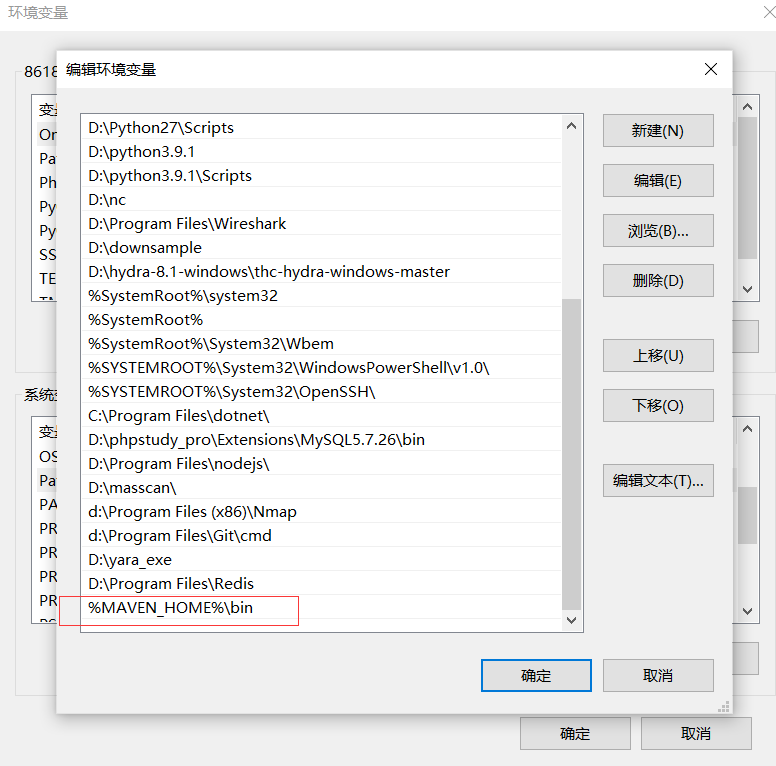 环境变量
编辑环境变量
8618
变
Or
Pa
Ph
Py
Py
SS
TE
D:\Python27\Scripts
D:\python3.9.1
D:\python3.9.1\Scripts
D:\nc
D:\Program Files\Wireshark
D:\downsample
D:\hydra-8.1-windows\thc-hydra-windows-master
%SystemRoot%\system32
%SystemRoot%
%SystemRoot%\System32\Wbem
%SYSTEMROOT%\System32\WindowsPowerShell\v1.0\
%SYSTEMROOT%\System32\OpenSSH\
C:\Program Files\dotnet\
D:\phpstudy_pro\Extensions\MySQL5.7.26\bin
D:\Program Files\nodejs\
D:\masscan\
d:\Program Files (x86)\Nmap
d:\Program Files\Git\cmd
D:\yara_exe
D:\Program Files\Redis
%MAVEN_HOME%\bin
新建(N)
编辑(E)
浏览(B)...
删除(D)
上移(U)
下移(O)
编辑文本(T)...
系统
变
OS
Pa
PA
PR
PR
PR
PR
确定
取消
确定
取消